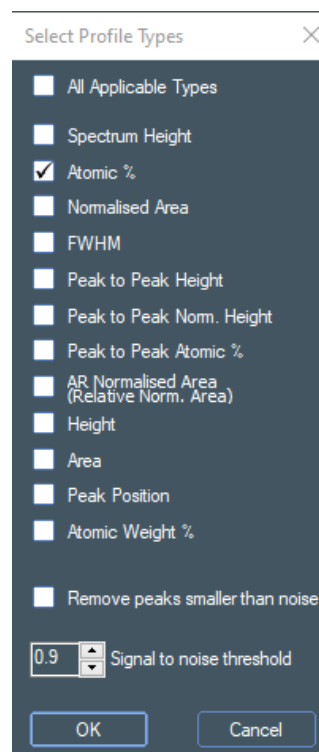 Select Profile Types
All Applicable Types
Spectrum Height
Atomic %
Normalised Area
FWHM
Peak to Peak Height
Peak to Peak Norm. Height
Peak to Peak Atomic %
AR Normalised Area
(Relative Norm. Area)
Height
Area
Peak Position
Atomic Weight %
Remove peaks smaller than noise
0.9 Signal to noise threshold
OK Cancel